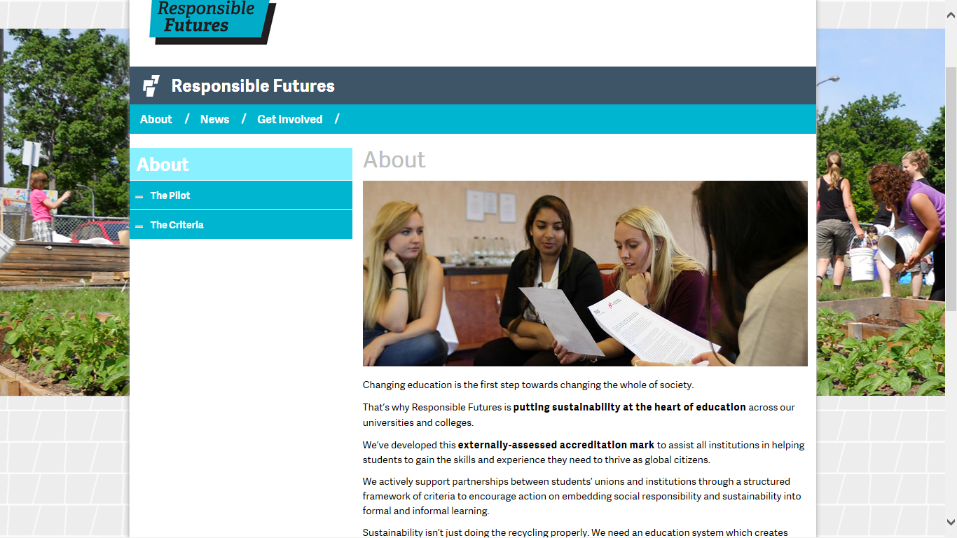 Responsible
Futures
Responsible Futures
About / News / Get Involved /
About
The Pilot
The Criteria
About
Changing education is the first step towards changing the whole of society.
That's why Responsible Futures is putting sustainability at the heart of education across our
universities and colleges.
We've developed this externally-assessed accreditation mark to assist all institutions in helping
students to gain the skills and experience they need to thrive as global citizens.
We actively support partnerships between students' unions and institutions through a structured
framework of criteria to encourage action on embedding social responsibility and sustainability into
formal and informal learning.
Sustainability isn't just doing the recycling properly. We need an education system which creates